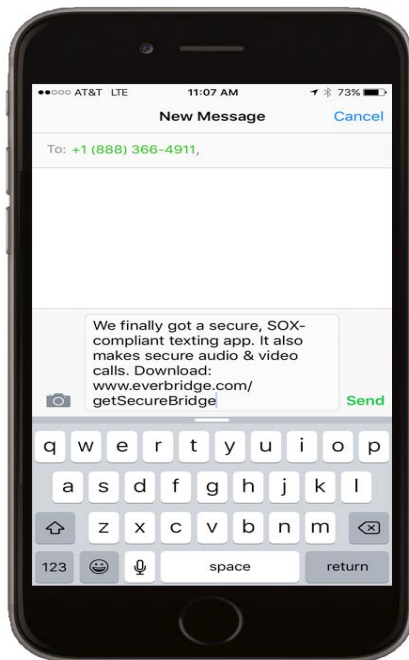 AT&T LTE 11:07 AM 73%
New Message Cancel
To: +1 (888) 366-4911,
We finally got a secure, SOX-
compliant texting app. It also
makes secure audio & video
calls. Download:
www.everbridge.com/
getSecureBridge
Send
q w e r t y u i o p
a s d f g h j k l
z x c v b n m
123 space return